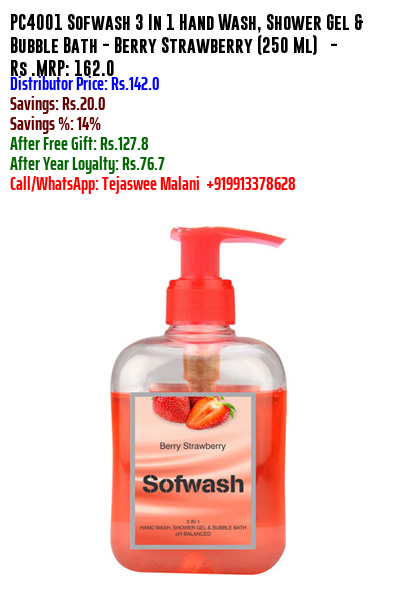 PC4001 Sofwash 3 In 1 Hand Wash, Shower Gel &
Bubble Bath - Berry Strawberry (250 Ml)   -
Rs .MRP: 162.0
Distributor Price: Rs.142.0
Savings: Rs.20.0
Savings %: 14%
After Free Gift: Rs.127.8
After Year Loyalty: Rs.76.7
Call/WhatsApp: Tejaswee Malani  +919913378628
Berry Strawberry
Sofwash
3 IN 1
HAND WASH, SHOWER GEL & BUBBLE BATH
pH BALANCED